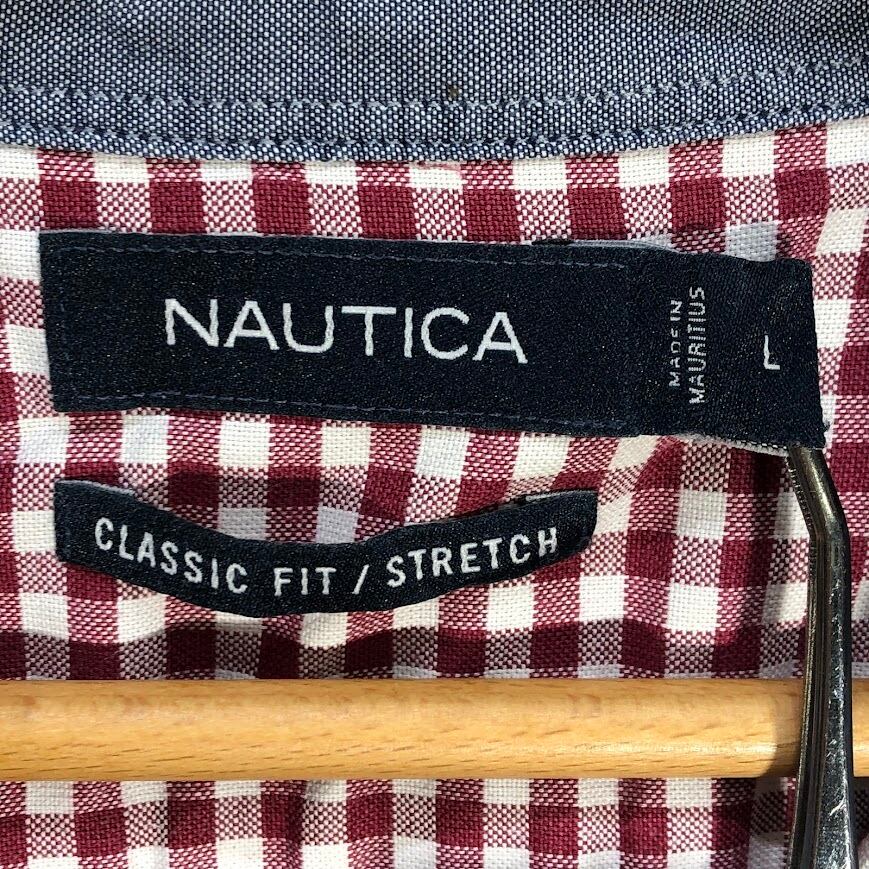 NAUTICA
MADE IN
MAURITIUS
L
CLASSIC FIT / STRETCH